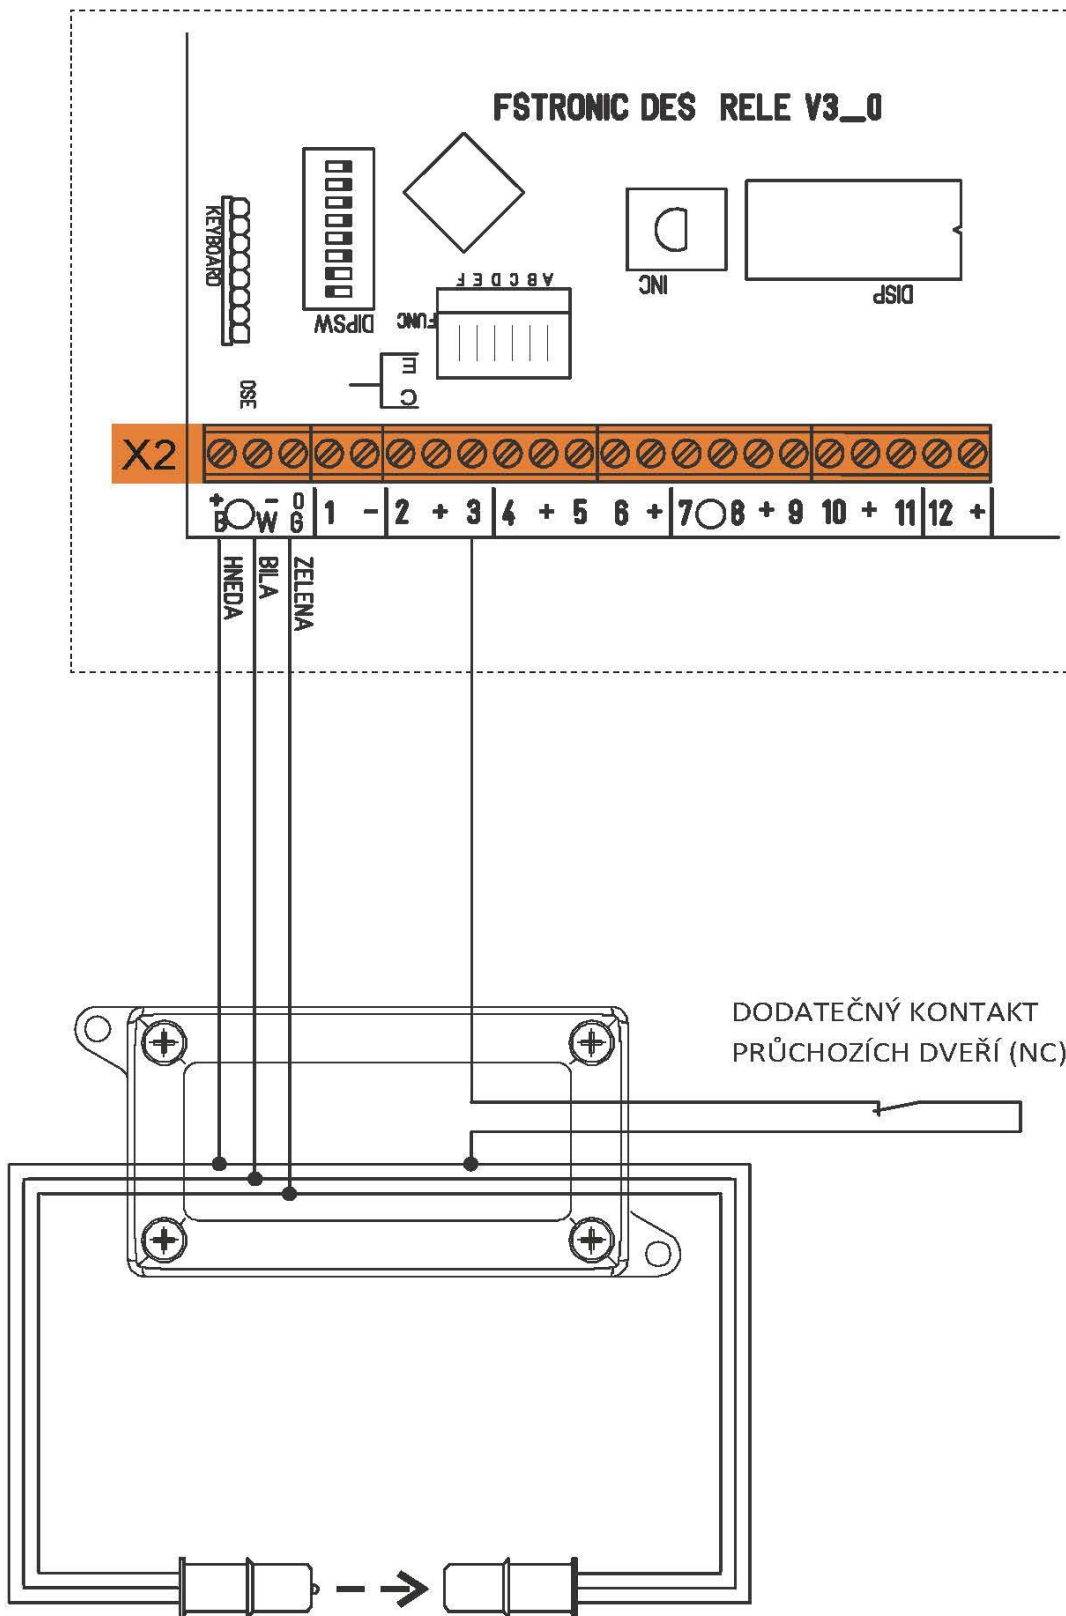 FSTRONIC DES RELE V3_0
KEYBOARD
DIPSW
FUNC
A B C D E F
INC
DISP
E
C
OSE
X2
+ B W - 0 G 1 - 2 + 3 4 + 5 6 + 7 8 + 9 10 + 11 12 +
HNEDA
BILA
ZELENA
DODATEČNÝ KONTAKT
PRŮCHOZÍCH DVEŘÍ (NC)